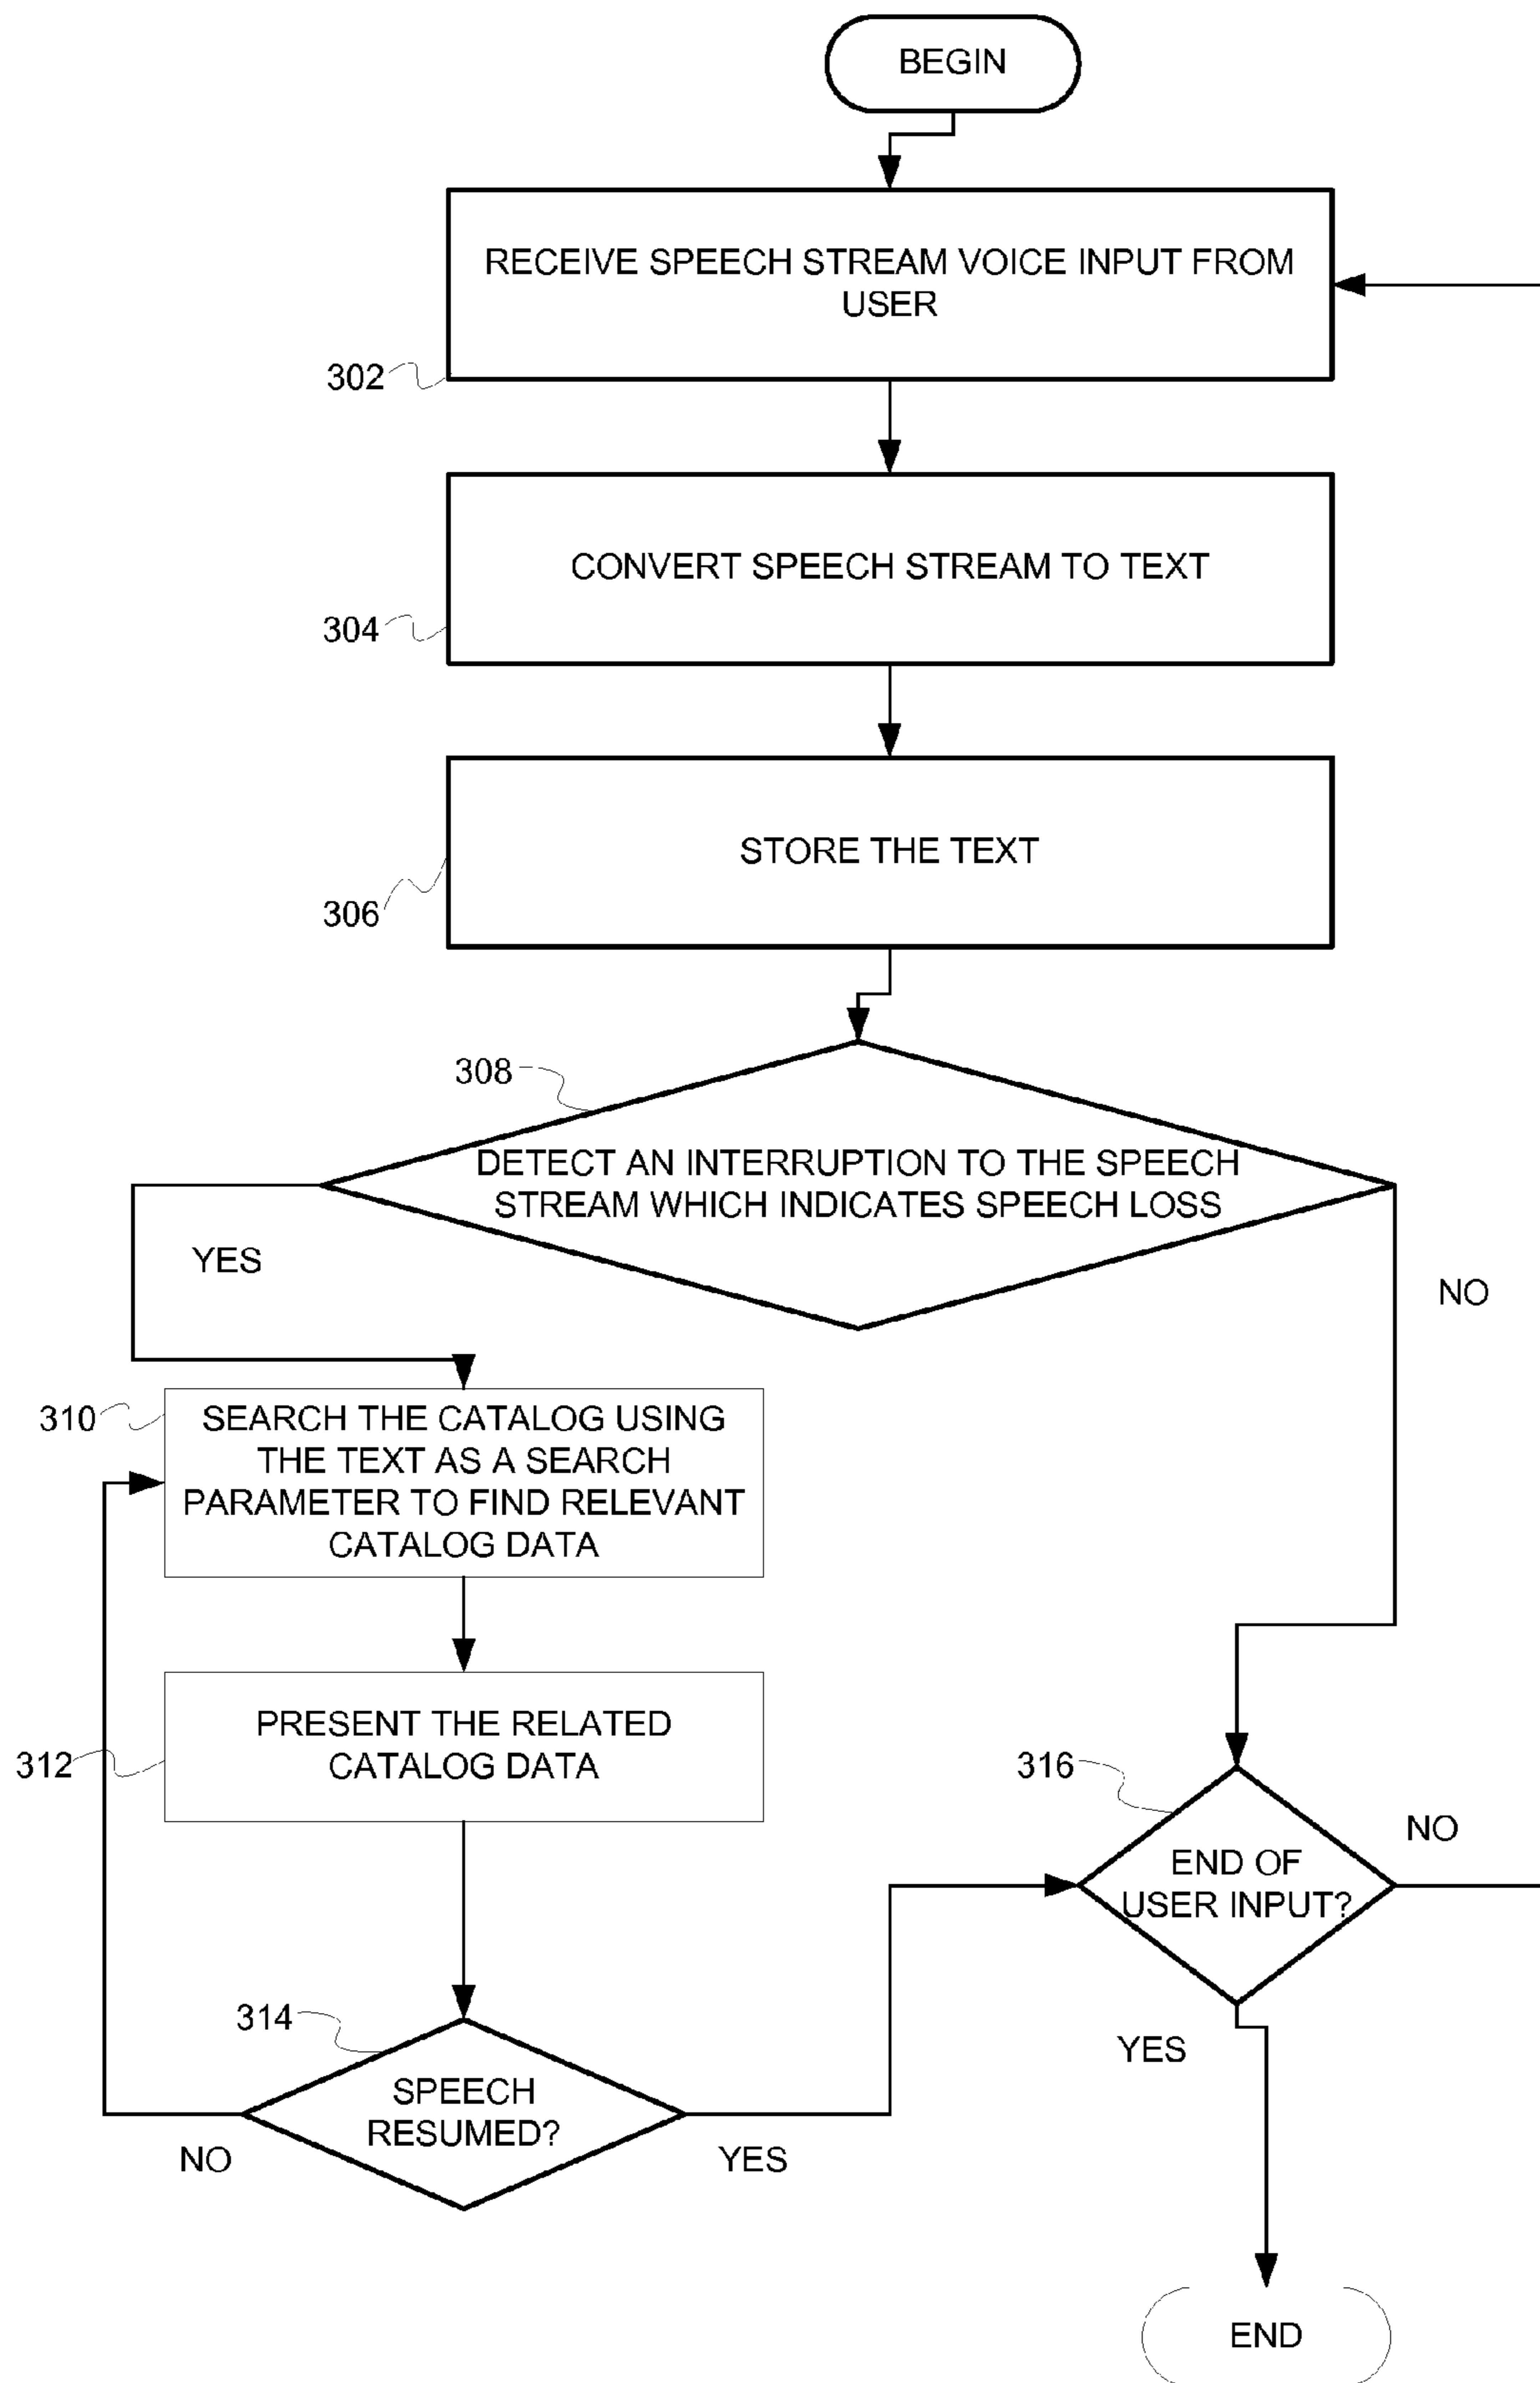 BEGIN
RECEIVE SPEECH STREAM VOICE INPUT FROM
USER
302
CONVERT SPEECH STREAM TO TEXT
304
STORE THE TEXT
306
308
DETECT AN INTERRUPTION TO THE SPEECH
STREAM WHICH INDICATES SPEECH LOSS
YES
NO
310
SEARCH THE CATALOG USING
THE TEXT AS A SEARCH
PARAMETER TO FIND RELEVANT
CATALOG DATA
PRESENT THE RELATED
CATALOG DATA
312
316
NO
END OF
USER INPUT?
314
YES
SPEECH
RESUMED?
NO
YES
END